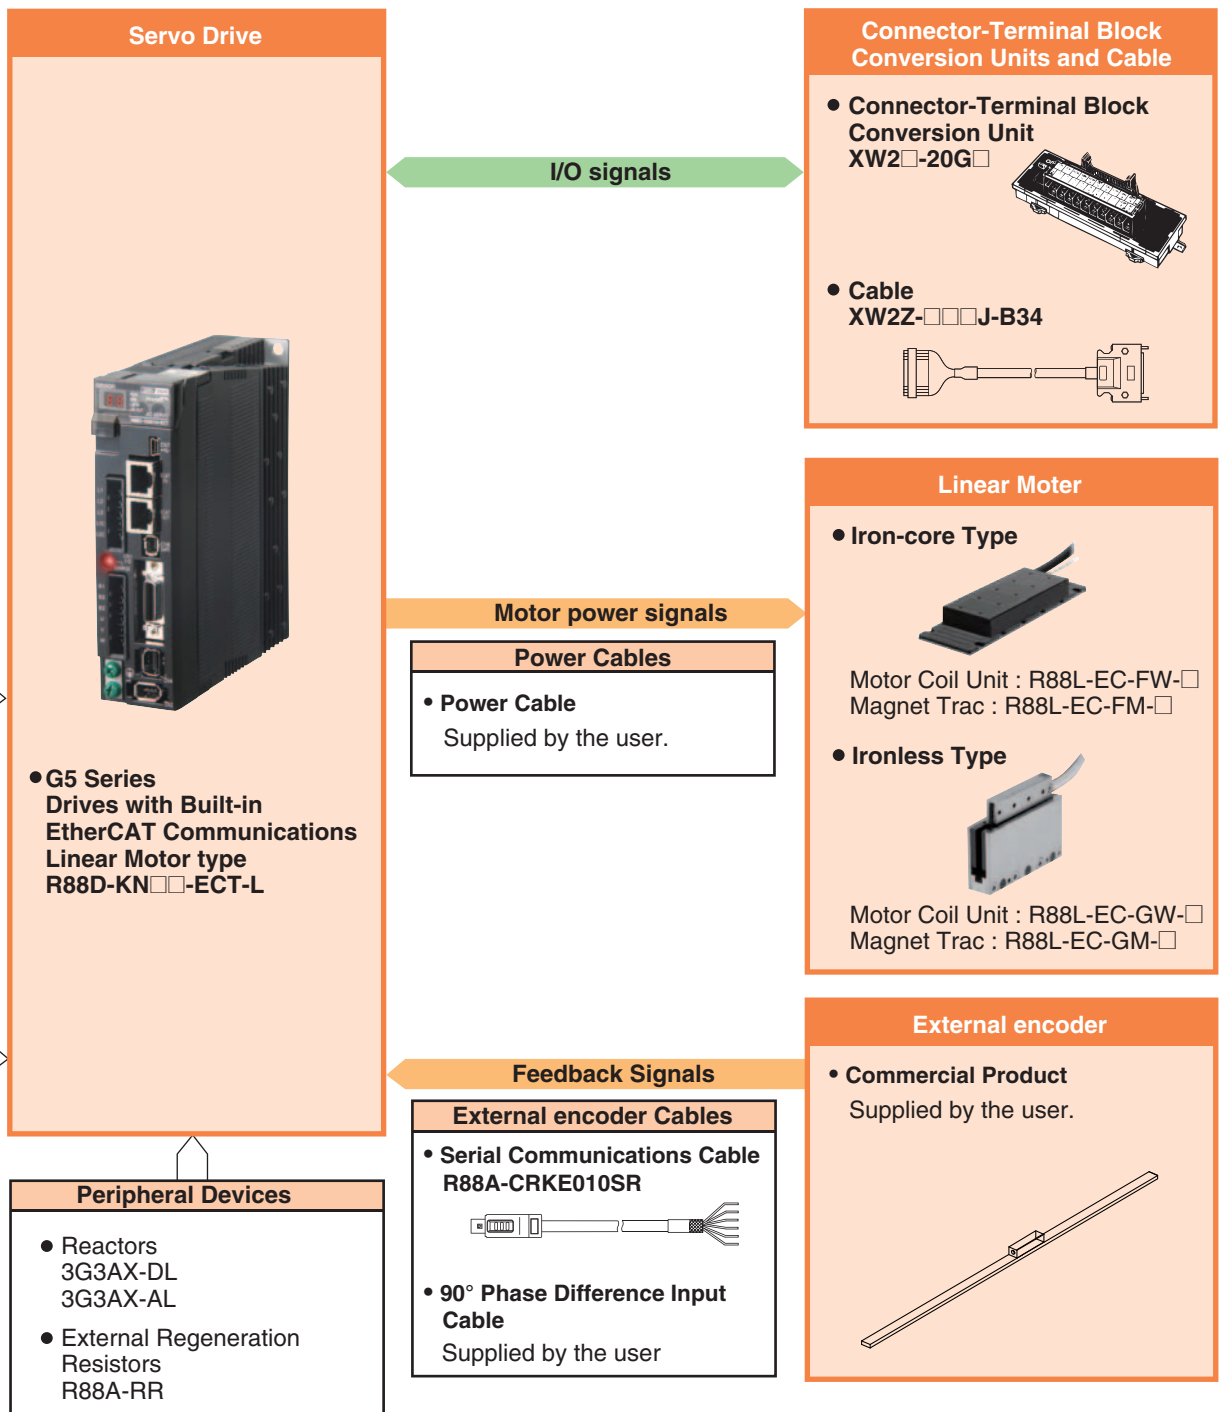 Servo Drive
G5 Series
Drives with Built-in
EtherCAT Communications
Linear Motor type
R88D-KN□□-ECT-L
Peripheral Devices
Reactors
3G3AX-DL
3G3AX-AL
External Regeneration
Resistors
R88A-RR
I/O signals
Motor power signals
Power Cables
Power Cable
Supplied by the user.
Feedback Signals
External encoder Cables
Serial Communications Cable
R88A-CRKE010SR
90° Phase Difference Input
Cable
Supplied by the user
Connector-Terminal Block
Conversion Units and Cable
Connector-Terminal Block
Conversion Unit
XW2□-20G□
Cable
XW2Z-□□□J-B34
Linear Moter
Iron-core Type
Motor Coil Unit : R88L-EC-FW-□
Magnet Trac : R88L-EC-FM-□
Ironless Type
Motor Coil Unit : R88L-EC-GW-□
Magnet Trac : R88L-EC-GM-□
External encoder
Commercial Product
Supplied by the user.